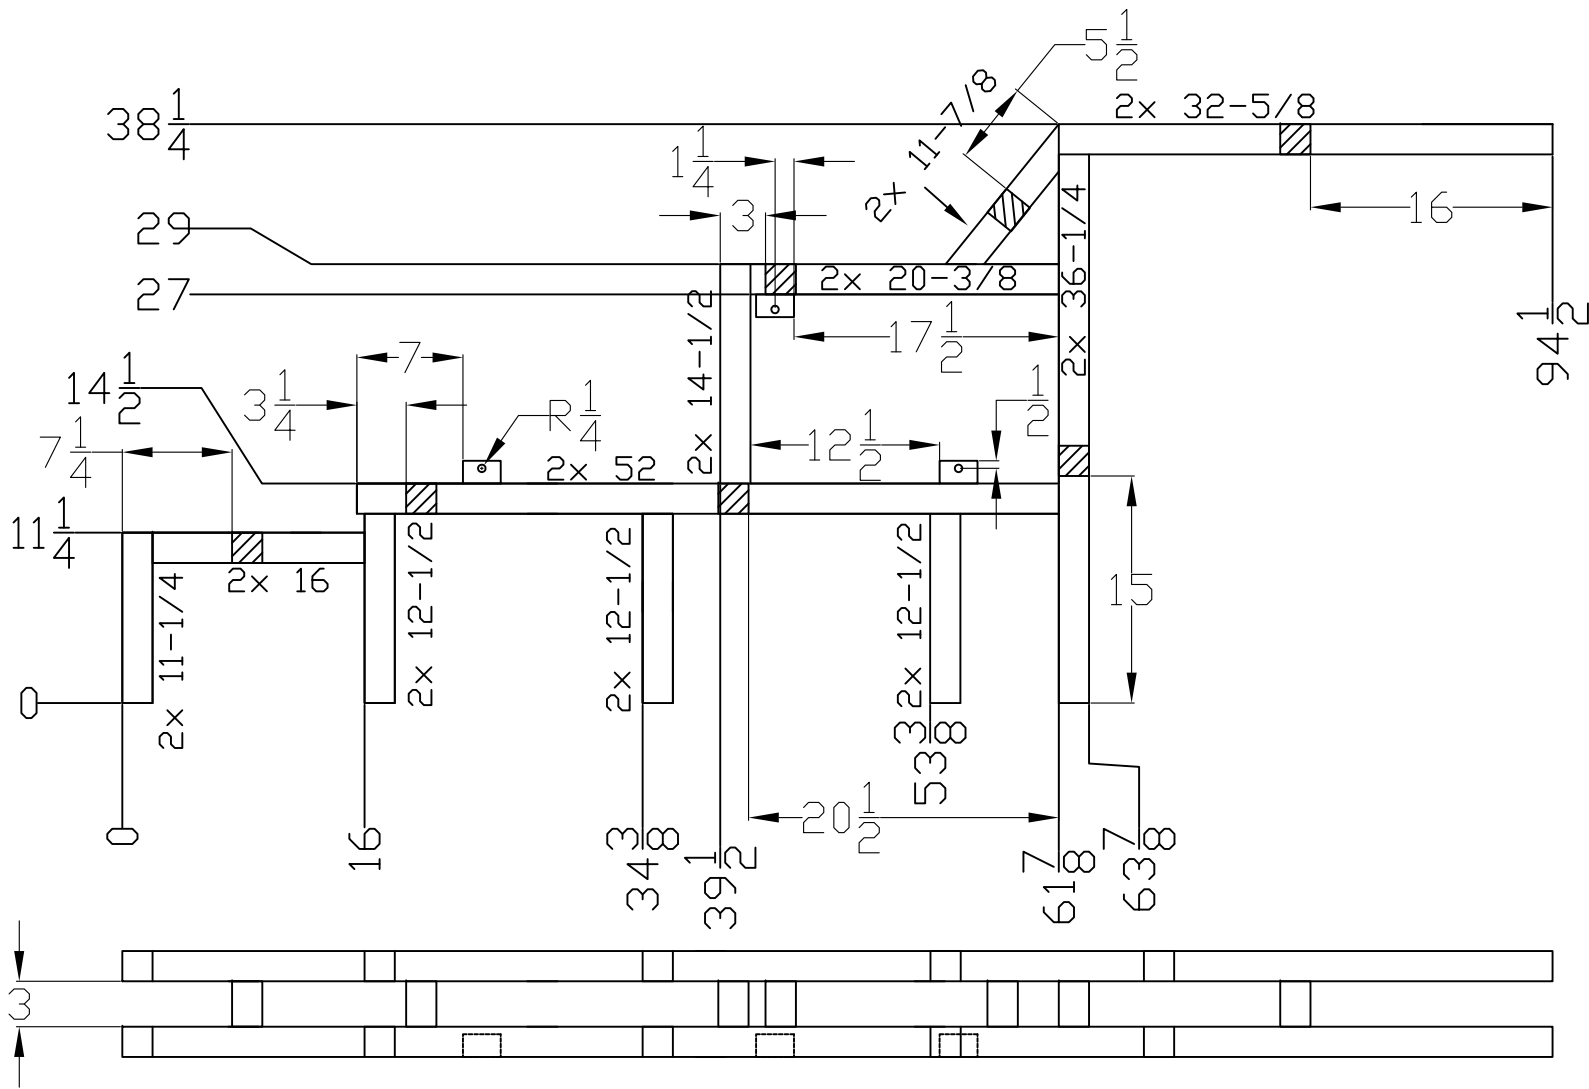 5 1/2
2x 32-5/8
38 1/4
2x 11-7/8
1 1/4
3
16
29
2x 36-1/4
27
2x 20-3/8
94 1/2
2x 14-1/2
17 1/2
7
14 1/2
3 1/4
R 1/4
1/2
12 1/2
7 1/4
2x 52
11 1/4
2x 16
2x 11-1/4
2x 12-1/2
2x 12-1/2
2x 12-1/2
15
0
53 3/8
20 1/2
0
16
34 3/8
39 1/2
61 7/8
63 7/8
3